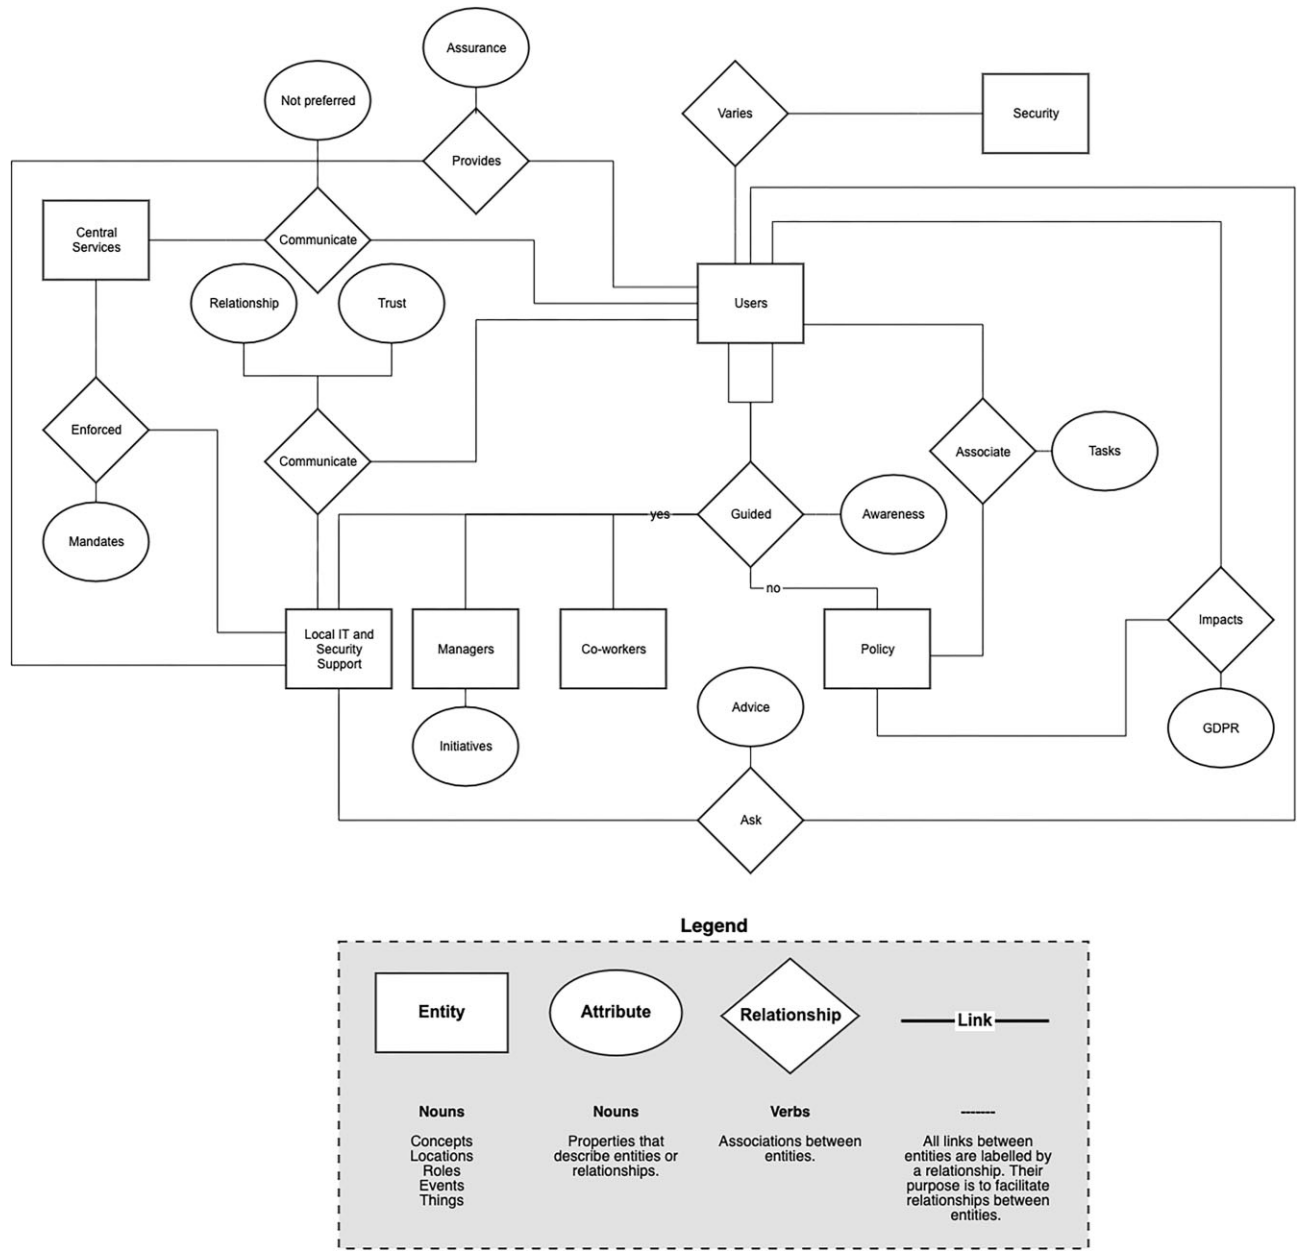 Assurance
Not preferred
Varies
Security
Provides
Central
Services
Communicate
Relationship
Trust
Users
Enforced
Communicate
Associate
Tasks
yes
Guided
Awareness
Mandates
no
Local IT and
Security
Support
Managers
Co-workers
Policy
Impacts
Advice
Initiatives
GDPR
Ask
Legend
Entity
Attribute
Relationship
Link
Nouns
Concepts
Locations
Roles
Events
Things
Nouns
Properties that
describe entities or
relationships.
Verbs
Associations between
entities.
-------
All links between
entities are labelled by
a relationship. Their
purpose is to facilitate
relationships between
entities.